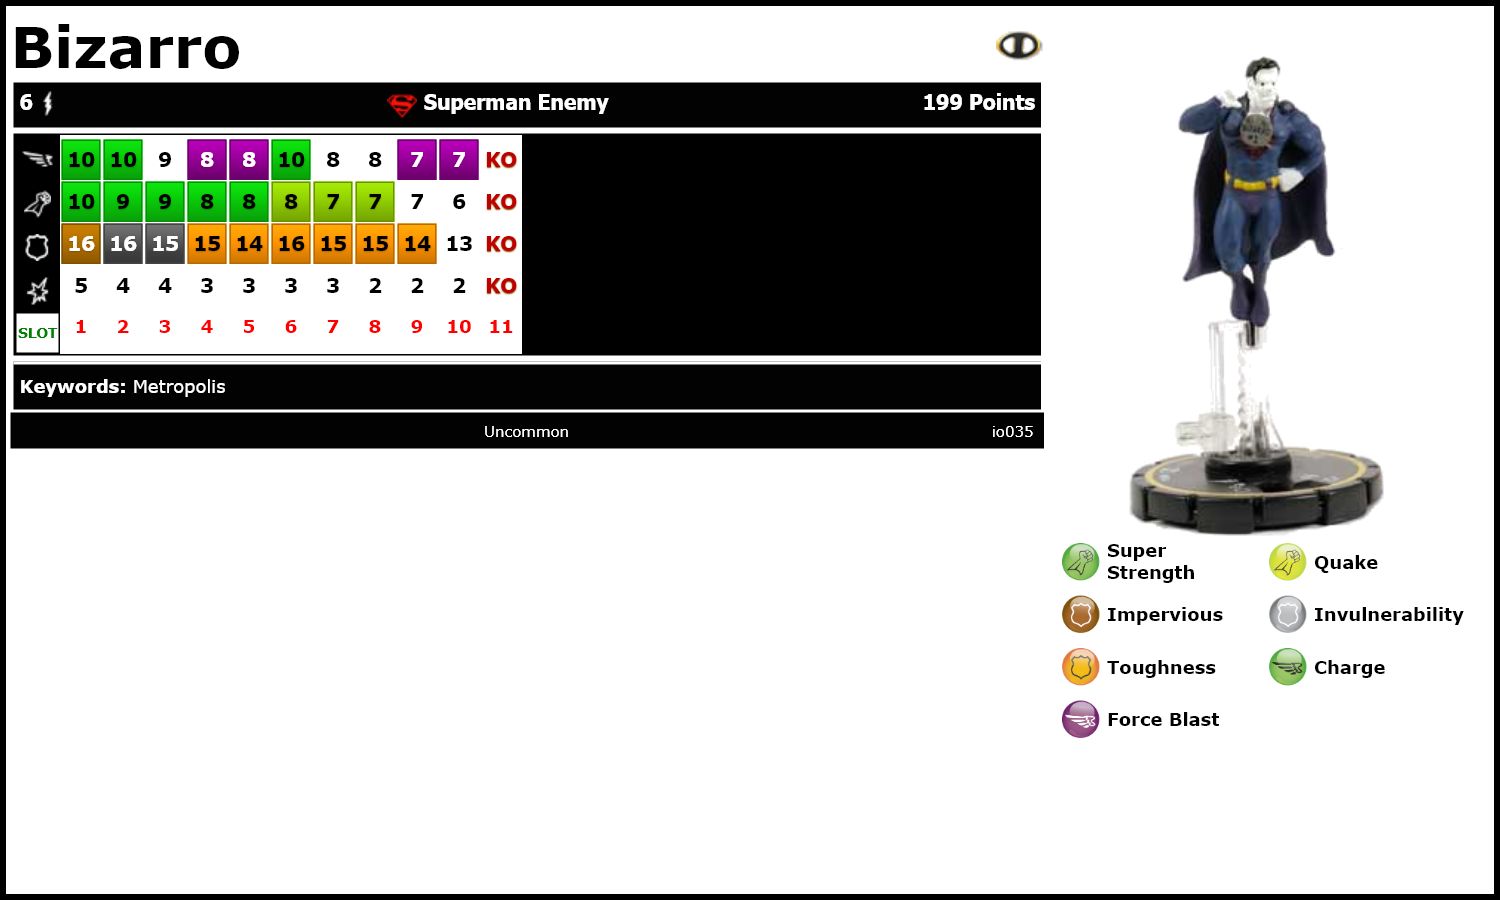 Bizarro
6 Superman Enemy 199 Points
10 10 9 8 8 10 8 8 7 7 KO
10 9 9 8 8 8 7 7 7 6 KO
16 16 15 15 14 16 15 15 14 13 KO
5 4 4 3 3 3 3 2 2 2 KO
SLOT 1 2 3 4 5 6 7 8 9 10 11
Keywords: Metropolis
Uncommon io035
Super
Strength
Quake
Impervious
Invulnerability
Toughness
Charge
Force Blast